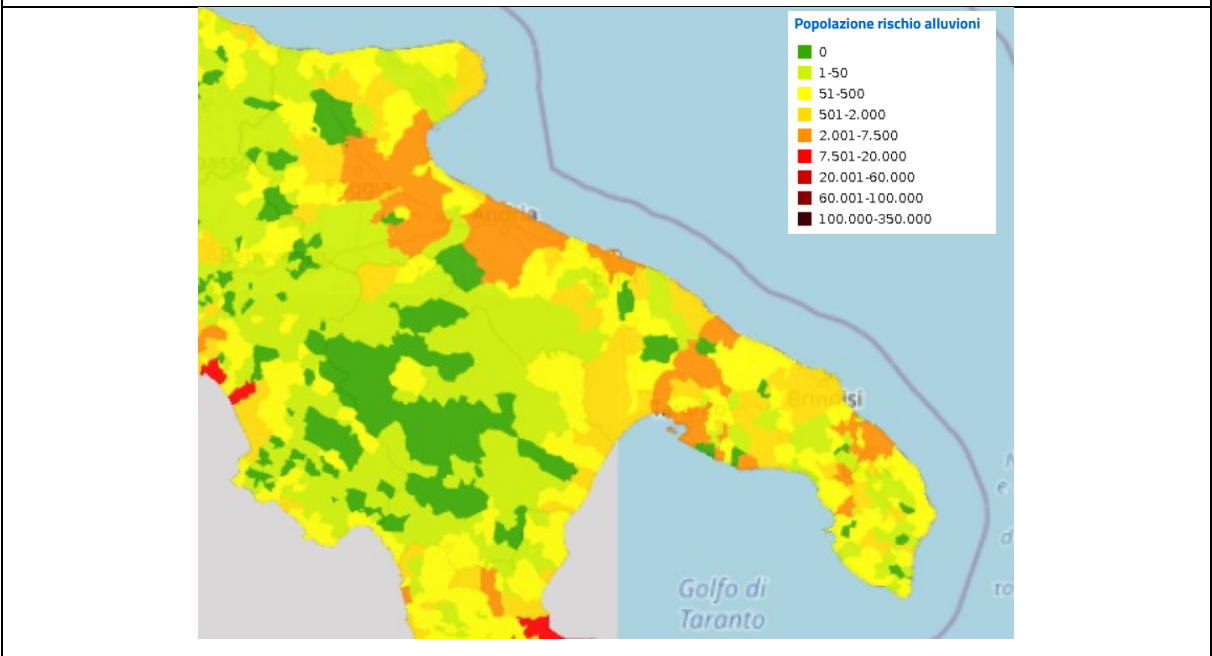 Popolazione rischio alluvioni
0
1-50
51-500
501-2.000
2.001-7.500
7.501-20.000
20.001-60.000
60.001-100.000
100.000-350.000
Foggia
Andria
Brindisi
Golfo di
Taranto